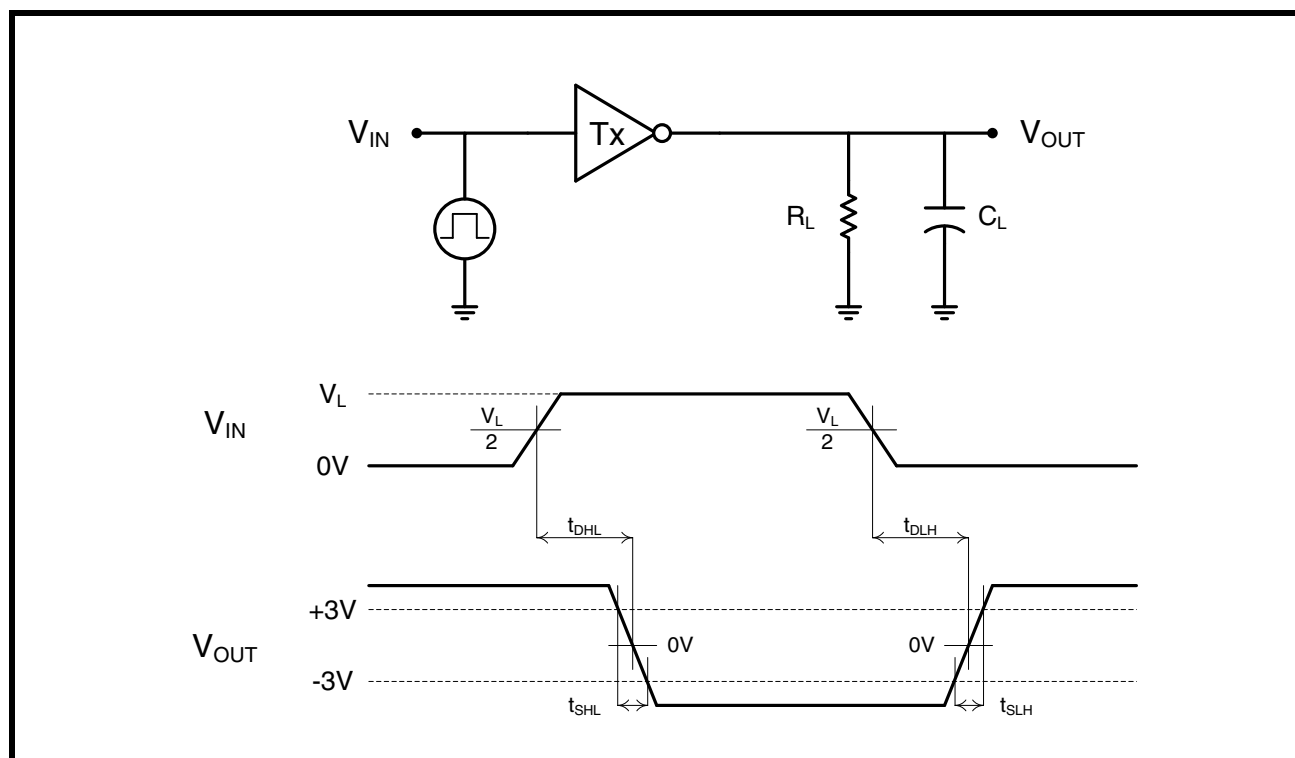 V_IN
Tx
V_OUT
R_L
C_L
V_L
V_IN
V_L
2
V_L
2
0V
t_DHL
t_DLH
+3V
V_OUT
0V
0V
-3V
t_SHL
t_SLH